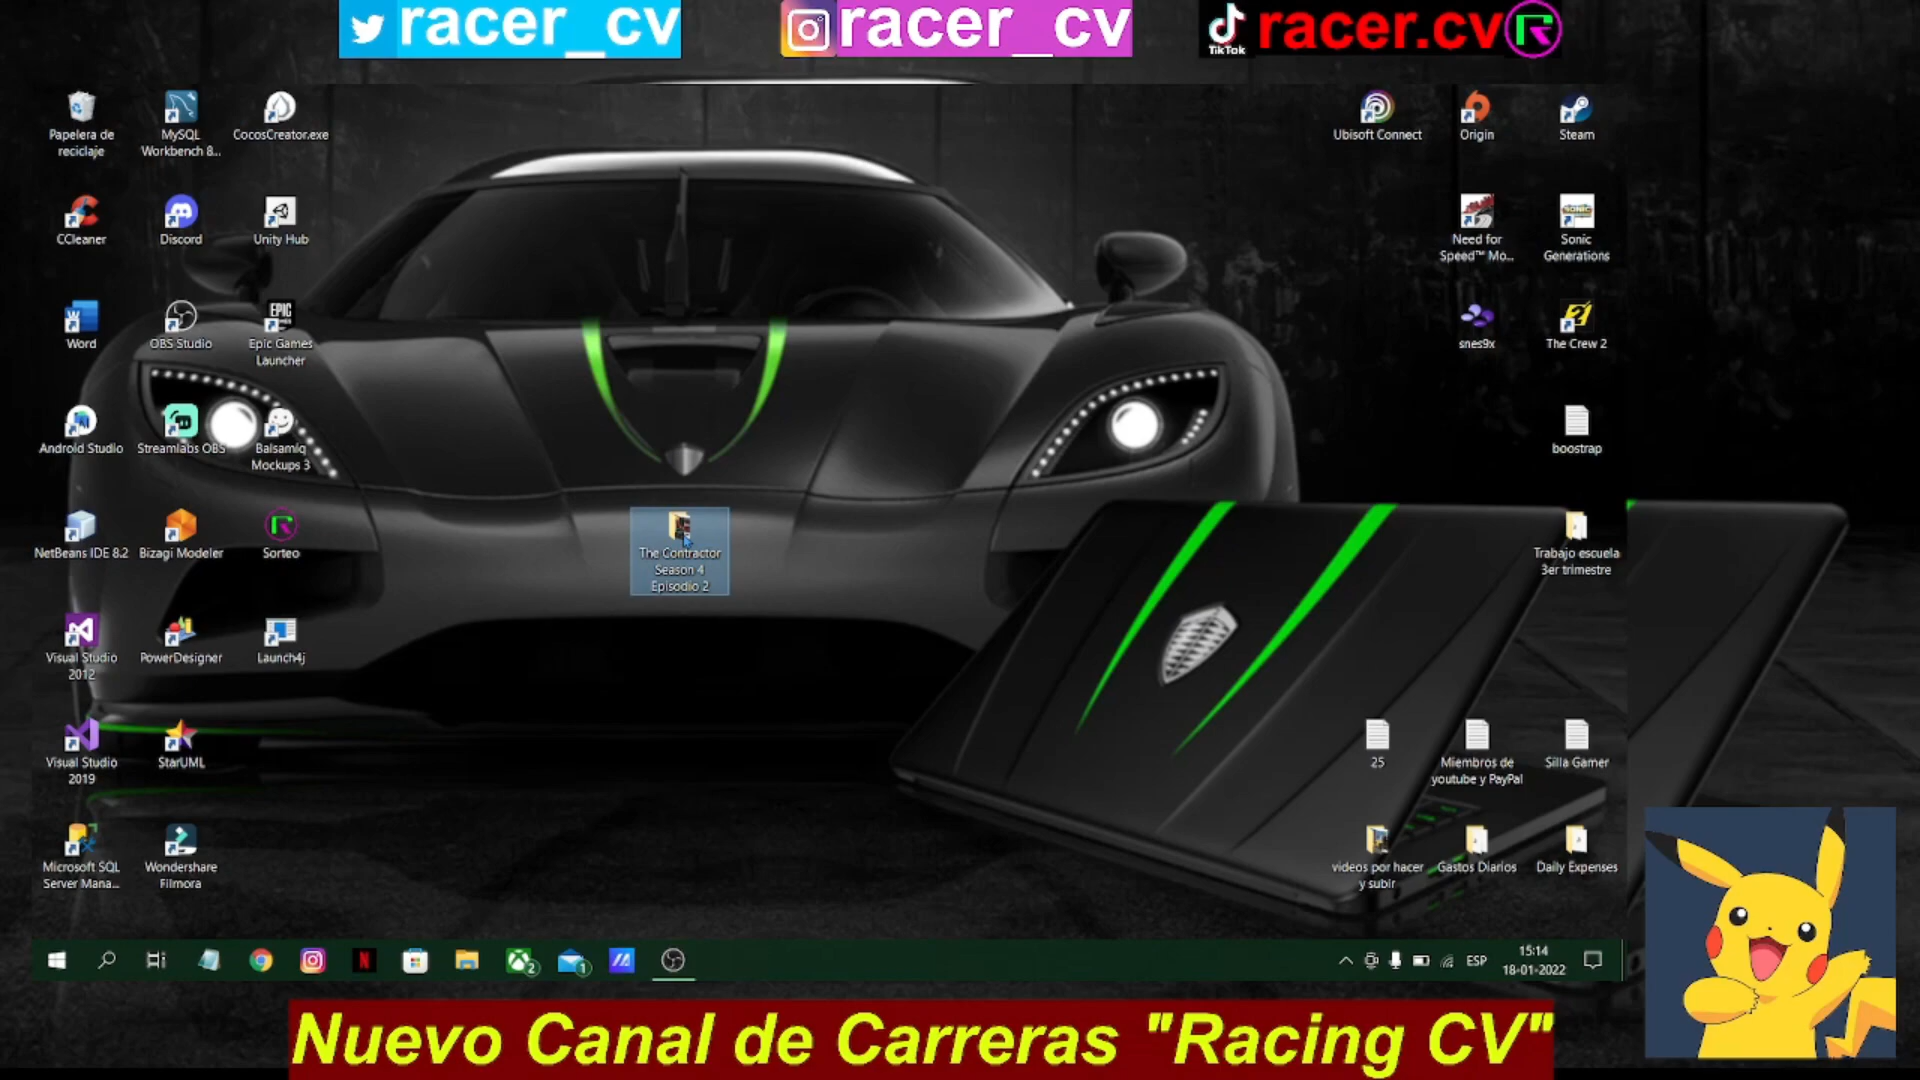 racer_cv
racer_cv
TikTok
racer.cv
Papelera de
reciclaje
MySQL
Workbench 8...
CocosCreator.exe
Ubisoft Connect
Origin
Steam
CCleaner
Discord
Unity Hub
Need for
Speed™ Mo...
SONIC
Sonic
Generations
Word
OBS Studio
EPIC
GAMES
Epic Games
Launcher
snes9x
The Crew 2
Android Studio
Streamlabs OBS
Balsamiq
Mockups 3
boostrap
NetBeans IDE 8.2
Bizagi Modeler
Sorteo
The Contractor
Season 4
Episodio 2
Trabajo escuela
3er trimestre
Visual Studio
2012
PowerDesigner
Launch4j
Visual Studio
2019
StarUML
25
Miembros de
youtube y PayPal
Silla Gamer
Microsoft SQL
Server Mana...
Wondershare
Filmora
videos por hacer
y subir
Gastos Diarios
Daily Expenses
2
1
ESP
15:14
18-01-2022
Nuevo Canal de Carreras "Racing CV"